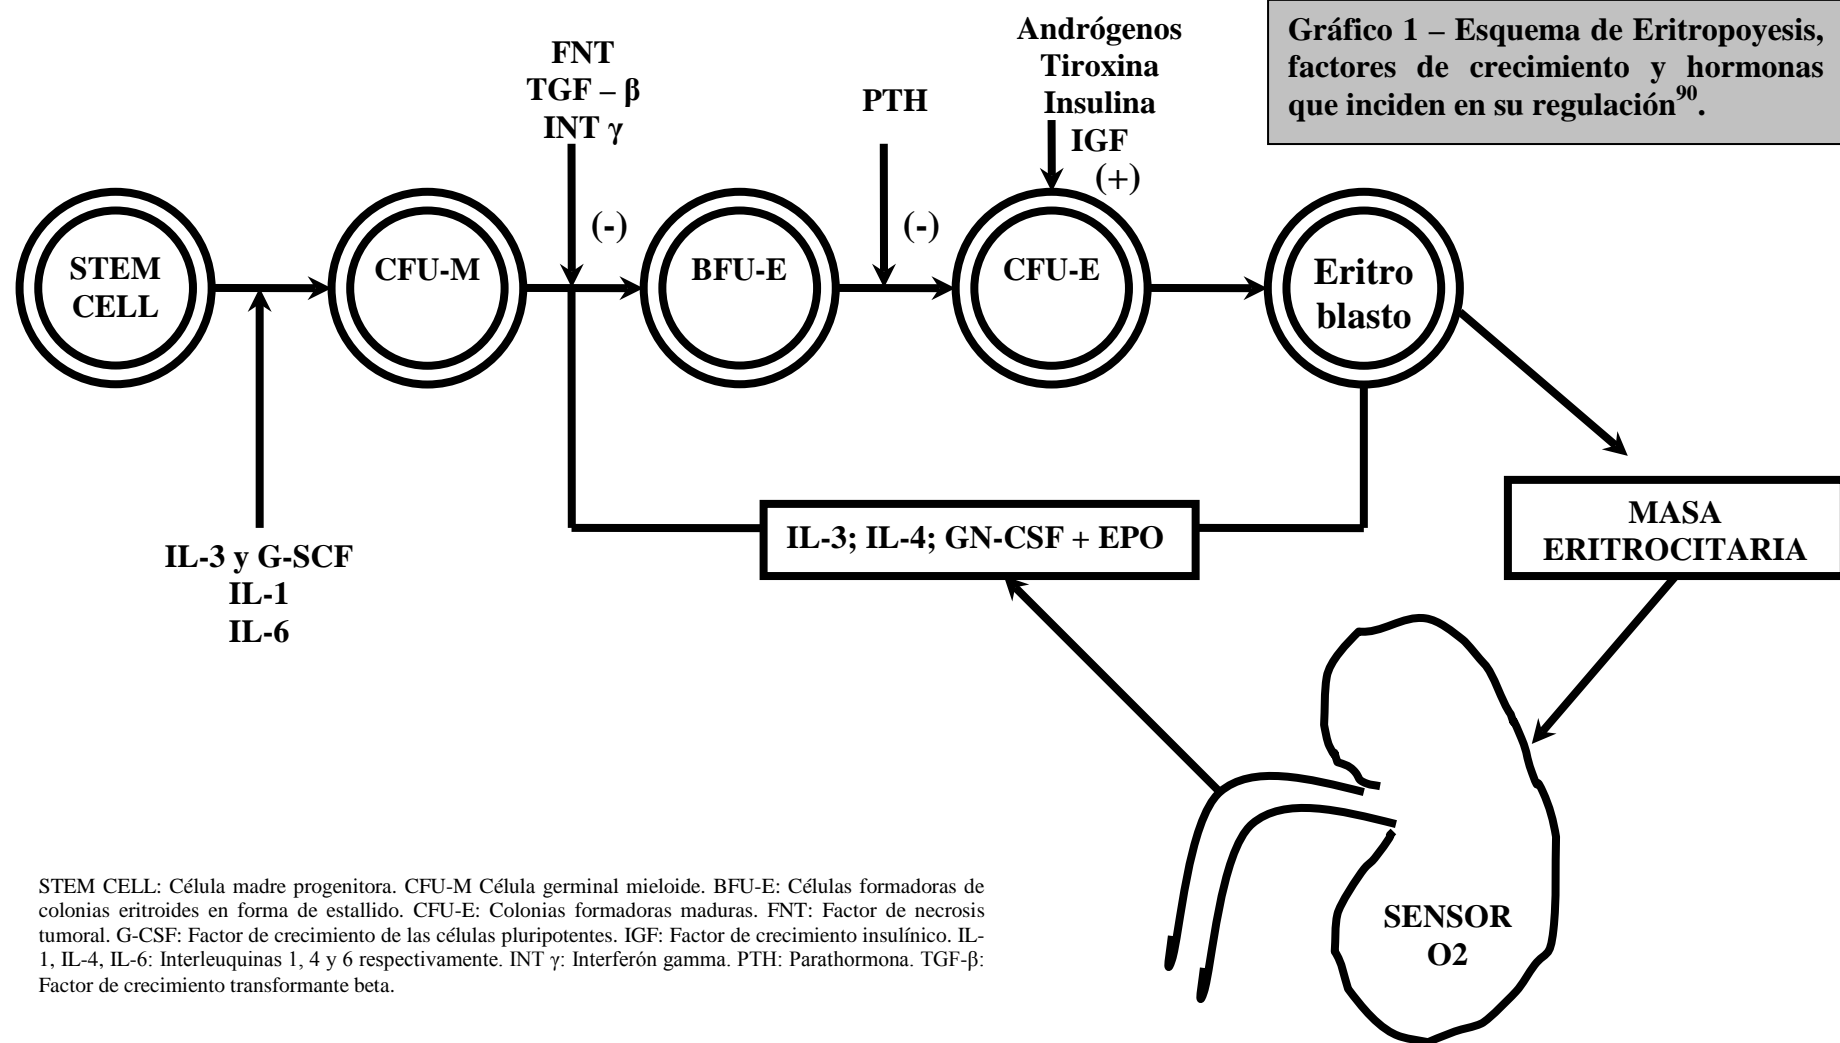 Gráfico 1 – Esquema de Eritropoyesis,
factores de crecimiento y hormonas
que inciden en su regulación90.
FNT
TGF – β
INT γ
(-)
PTH
(-)
Andrógenos
Tiroxina
Insulina
IGF
(+)
STEM
CELL
CFU-M
BFU-E
CFU-E
Eritro
blasto
IL-3 y G-SCF
IL-1
IL-6
IL-3; IL-4; GN-CSF + EPO
MASA
ERITROCITARIA
SENSOR
O2
STEM CELL: Célula madre progenitora. CFU-M Célula germinal mieloide. BFU-E: Células formadoras de
colonias eritroides en forma de estallido. CFU-E: Colonias formadoras maduras. FNT: Factor de necrosis
tumoral. G-CSF: Factor de crecimiento de las células pluripotentes. IGF: Factor de crecimiento insulínico. IL-
1, IL-4, IL-6: Interleuquinas 1, 4 y 6 respectivamente. INT γ: Interferón gamma. PTH: Parathormona. TGF-β:
Factor de crecimiento transformante beta.